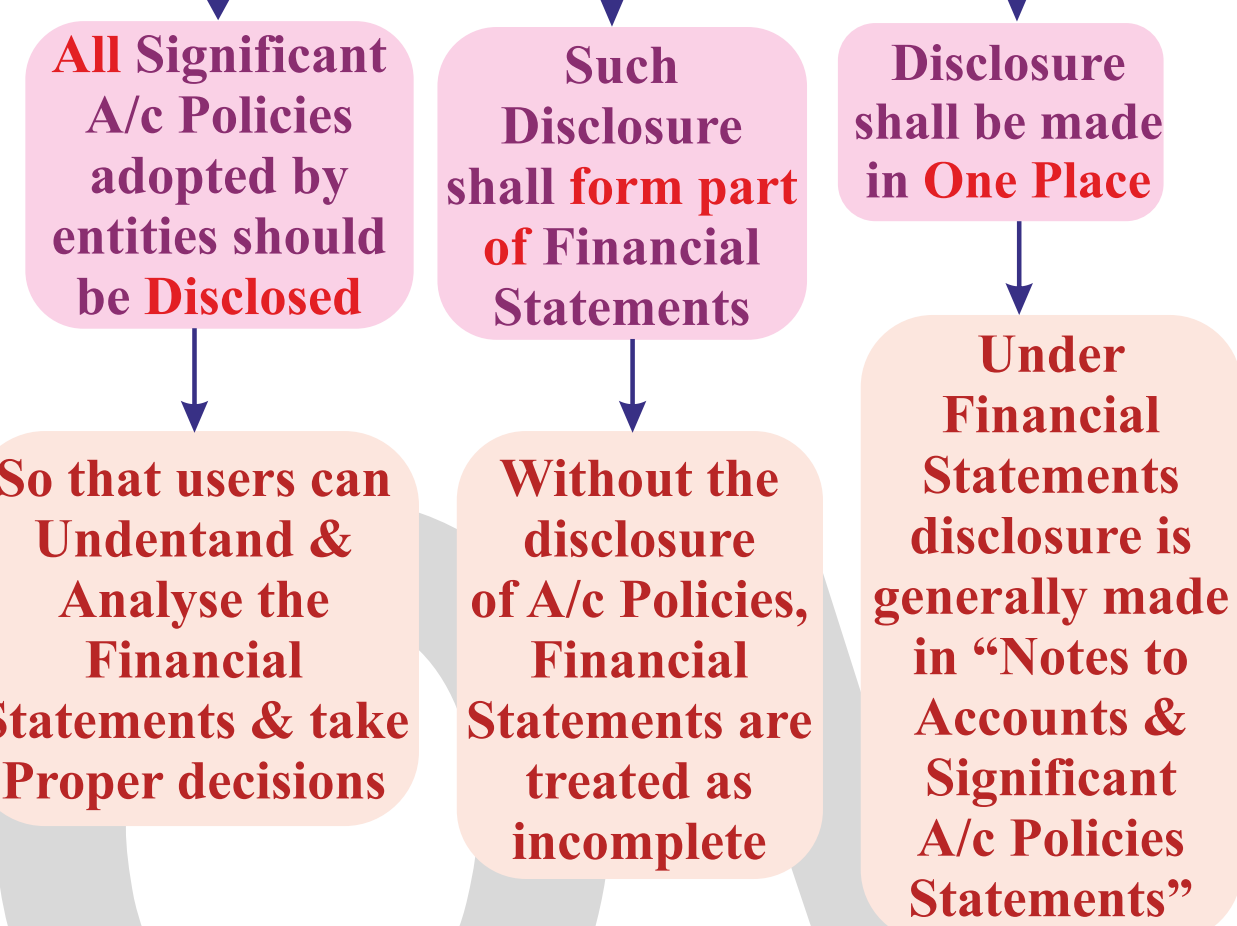 All Significant
A/c Policies
adopted by
entities should
be Disclosed
Such
Disclosure
shall form part
of Financial
Statements
Disclosure
shall be made
in One Place
So that users can
Undentand &
Analyse the
Financial
Statements & take
Proper decisions
Without the
disclosure
of A/c Policies,
Financial
Statements are
treated as
incomplete
Under
Financial
Statements
disclosure is
generally made
in “Notes to
Accounts &
Significant
A/c Policies
Statements”